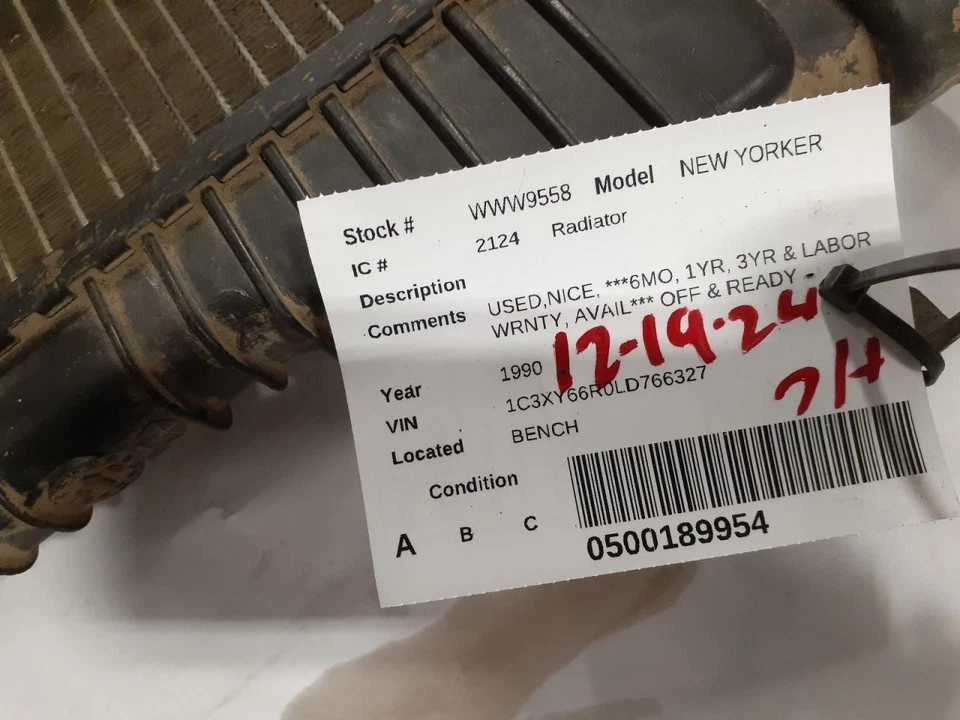 Stock # WWW9558 Model NEW YORKER
IC # 2124 Radiator
Description USED,NICE, ***6MO, 1YR, 3YR & LABOR
Comments WRNTY, AVAIL*** OFF & READY -
12-19-24
Year 1990
VIN 1C3XY66R0LD766327
Located BENCH
Condition
A B C
0500189954